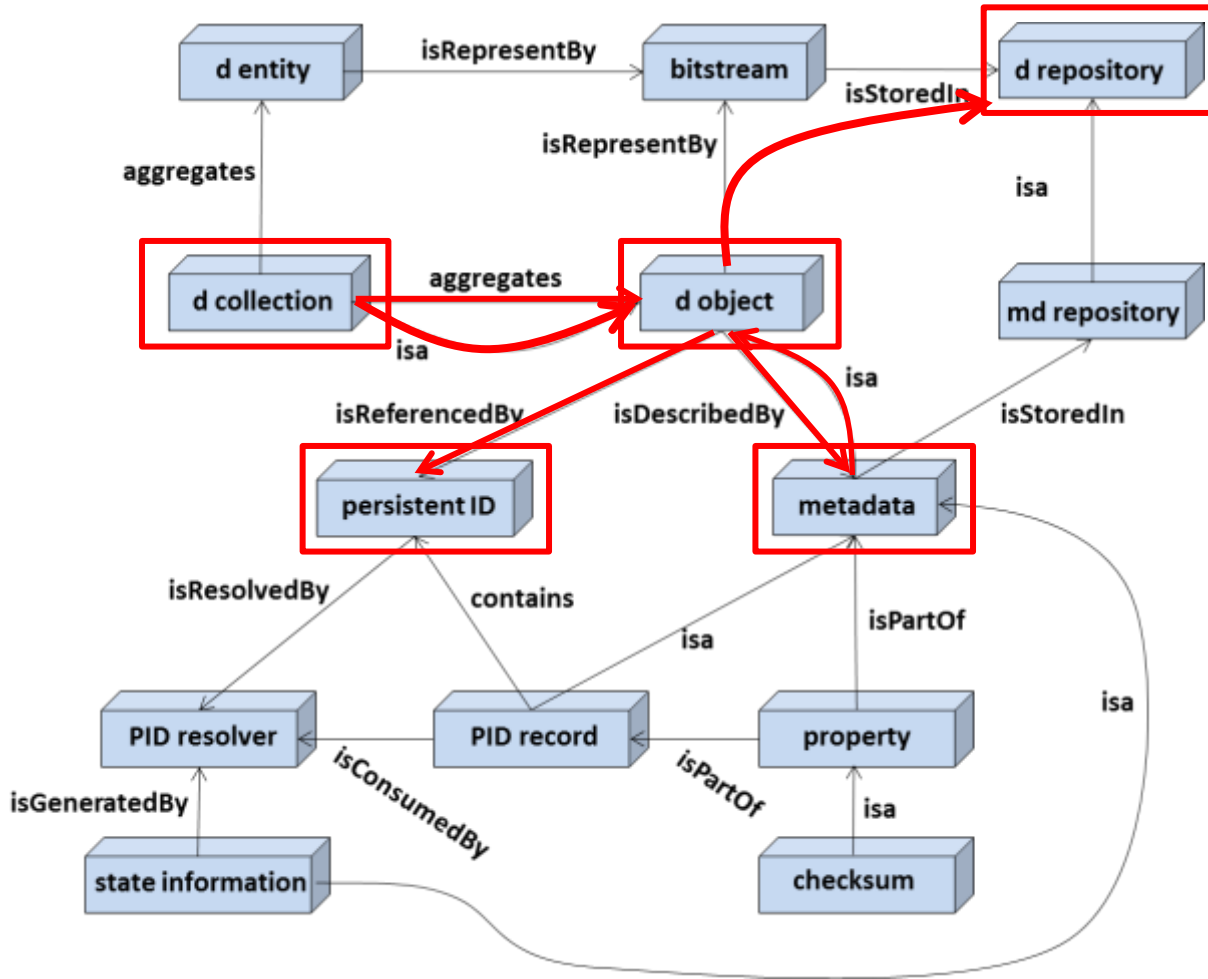 isRepresentBy
d entity
bitstream
d repository
isStoredIn
isRepresentBy
aggregates
isa
aggregates
d collection
d object
md repository
isa
isa
isReferencedBy
isDescribedBy
isStoredIn
persistent ID
metadata
isResolvedBy
contains
isPartOf
isa
isa
PID resolver
PID record
property
isConsumedBy
isPartOf
isGeneratedBy
isa
state information
checksum